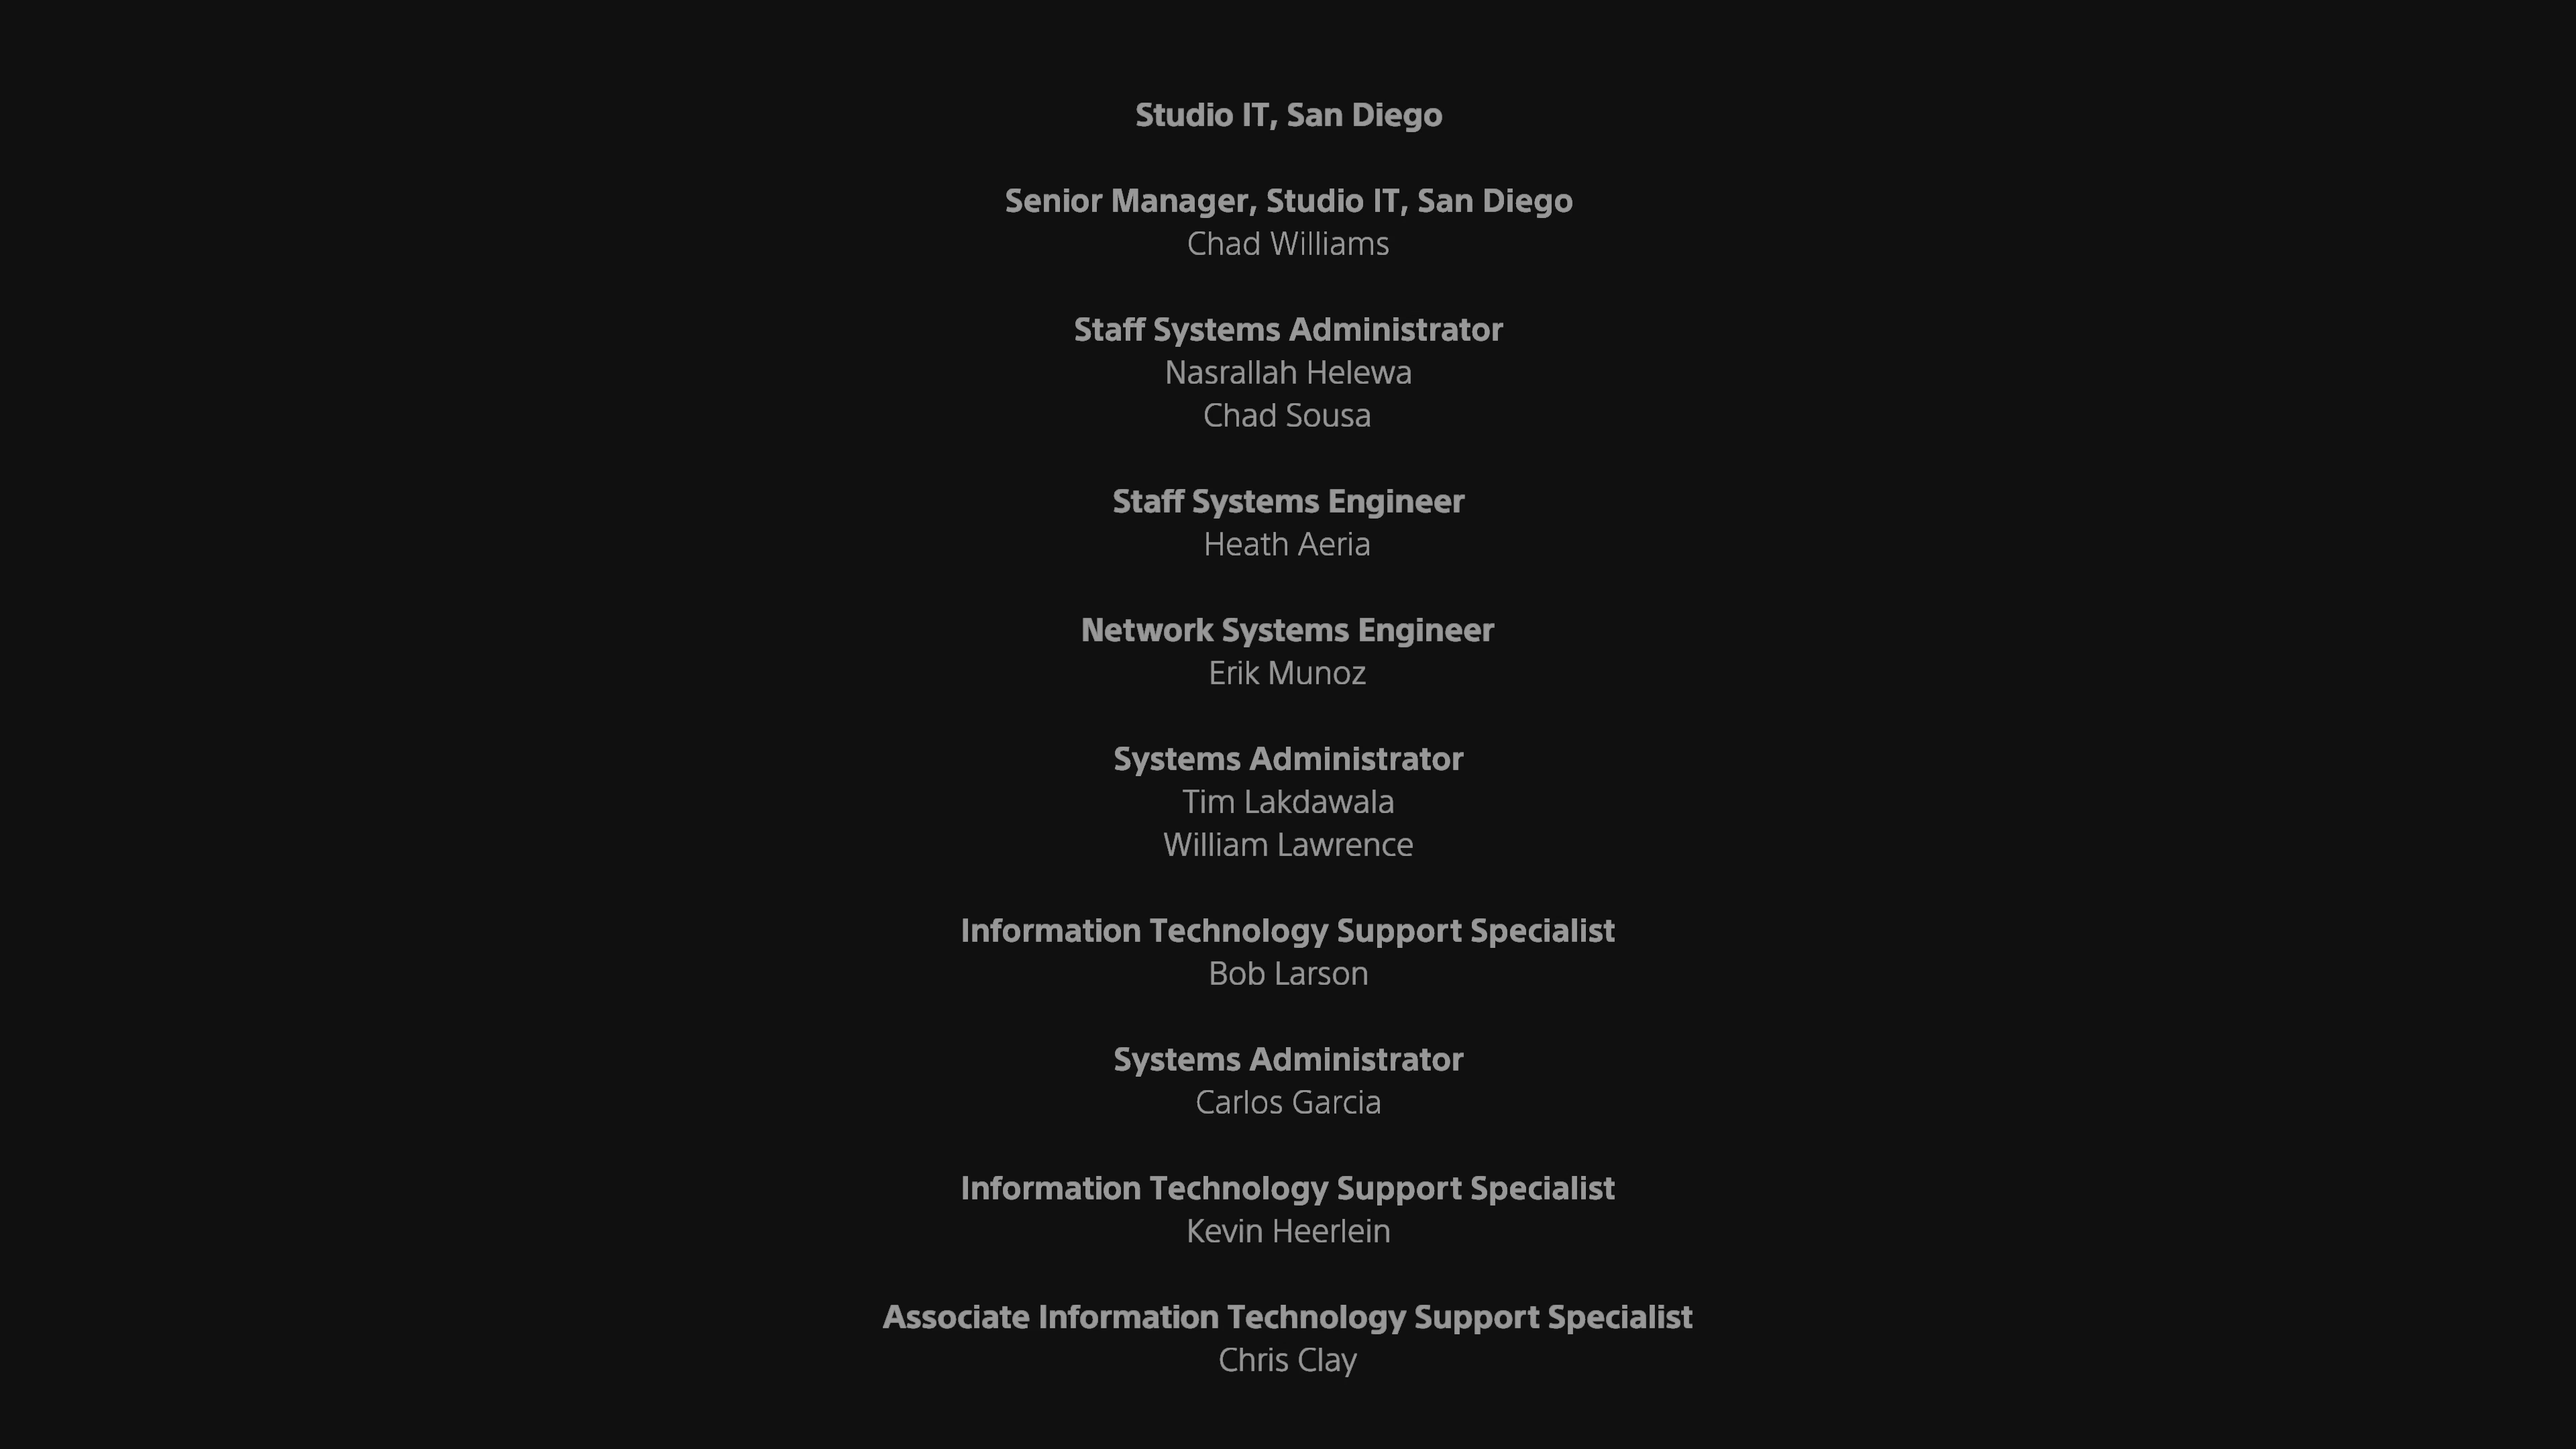 Studio IT, San Diego
Senior Manager, Studio IT, San Diego
Chad Williams
Staff Systems Administrator
Nasrallah Helewa
Chad Sousa
Staff Systems Engineer
Heath Aeria
Network Systems Engineer
Erik Munoz
Systems Administrator
Tim Lakdawala
William Lawrence
Information Technology Support Specialist
Bob Larson
Systems Administrator
Carlos Garcia
Information Technology Support Specialist
Kevin Heerlein
Associate Information Technology Support Specialist
Chris Clay